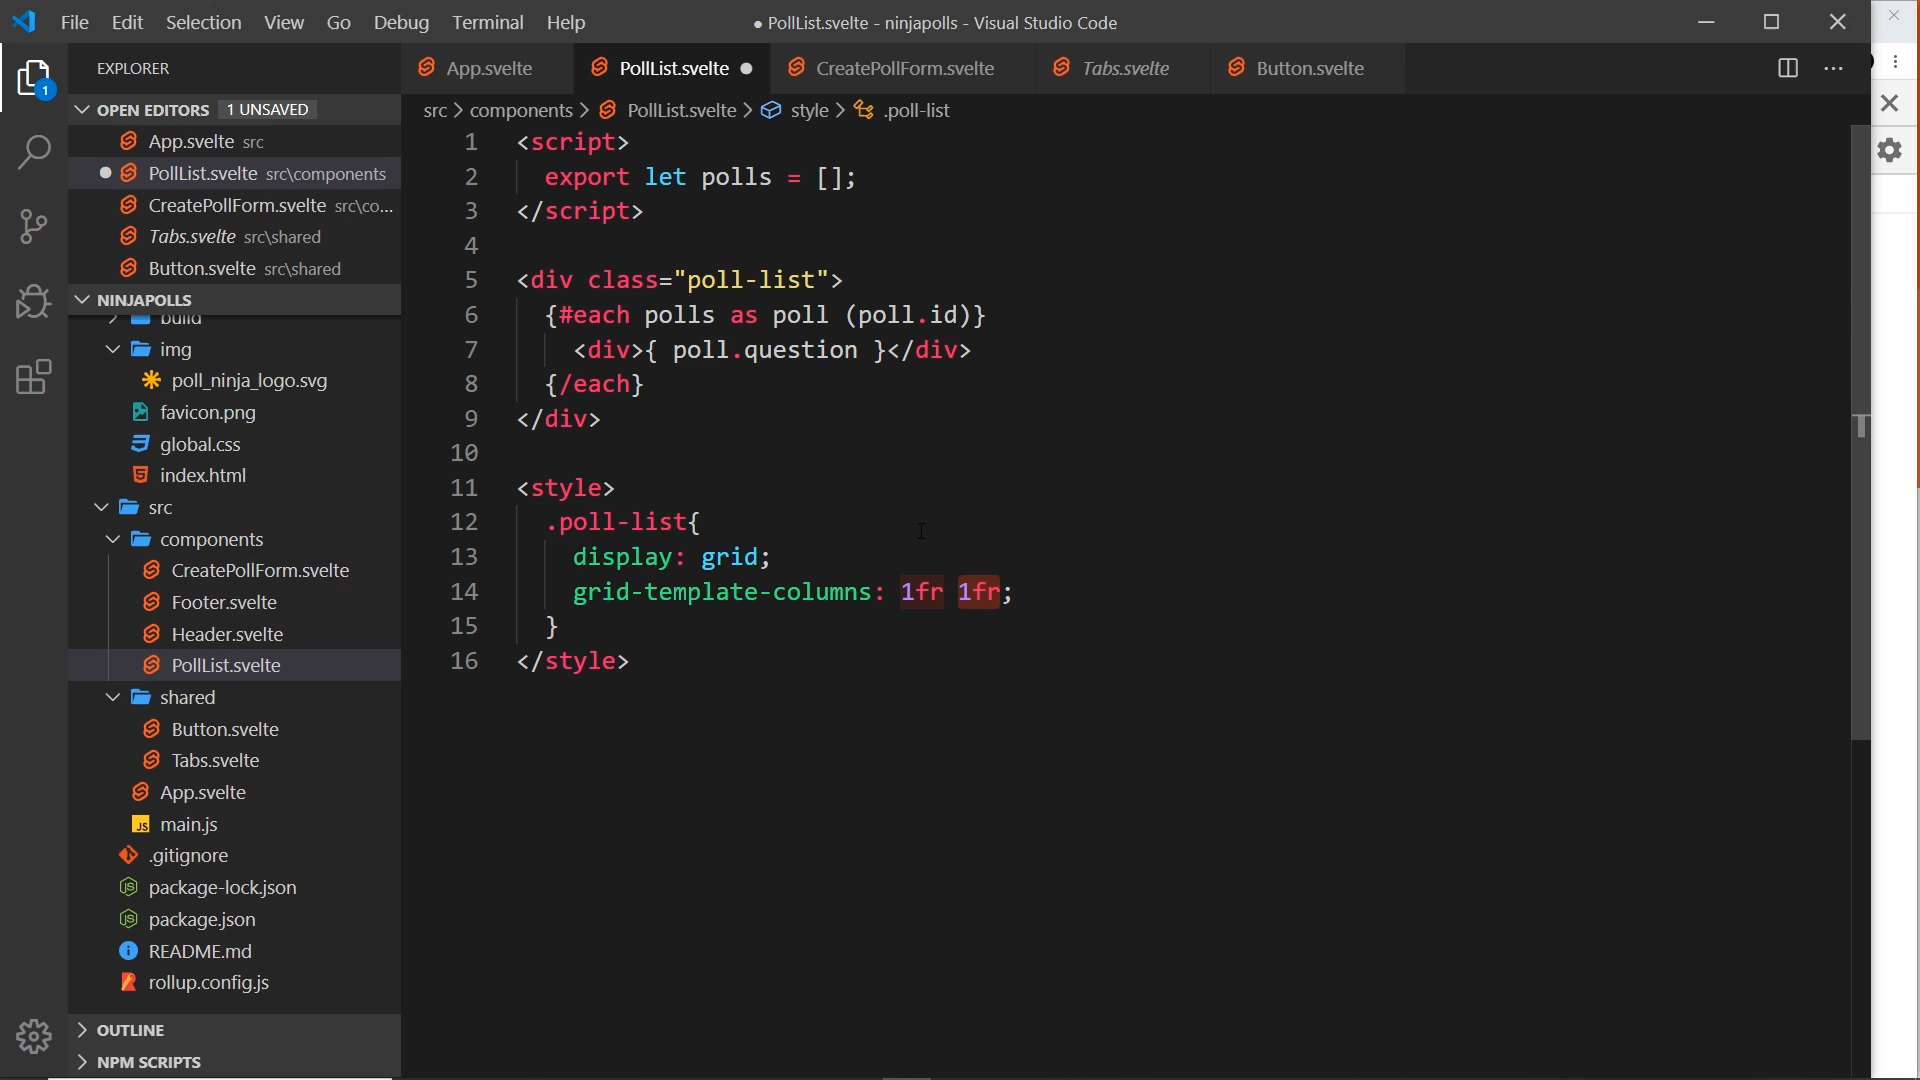 File Edit Selection View Go Debug Terminal Help
● PollList.svelte - ninjapolls - Visual Studio Code
EXPLORER
App.svelte
PollList.svelte ●
CreatePollForm.svelte
Tabs.svelte
Button.svelte
OPEN EDITORS 1 UNSAVED
src > components > PollList.svelte > style > .poll-list
App.svelte src
PollList.svelte src\components
CreatePollForm.svelte src\co...
Tabs.svelte src\shared
Button.svelte src\shared
NINJAPOLLS
build
img
poll_ninja_logo.svg
favicon.png
global.css
index.html
src
components
CreatePollForm.svelte
Footer.svelte
Header.svelte
PollList.svelte
shared
Button.svelte
Tabs.svelte
App.svelte
main.js
.gitignore
package-lock.json
package.json
README.md
rollup.config.js
OUTLINE
NPM SCRIPTS
1
1 <script>
2 export let polls = [];
3 </script>
4
5 <div class="poll-list">
6 {#each polls as poll (poll.id)}
7 <div>{ poll.question }</div>
8 {/each}
9 </div>
10
11 <style>
12 .poll-list{
13 display: grid;
14 grid-template-columns: 1fr 1fr;
15 }
16 </style>